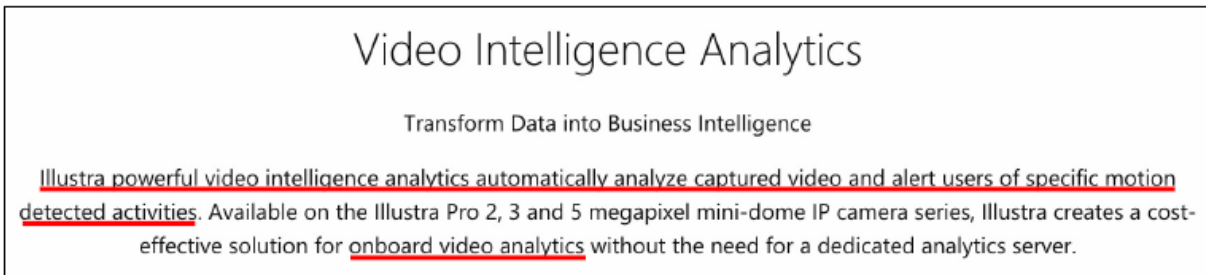 Video Intelligence Analytics
Transform Data into Business Intelligence
Illustra powerful video intelligence analytics automatically analyze captured video and alert users of specific motion
detected activities. Available on the Illustra Pro 2, 3 and 5 megapixel mini-dome IP camera series, Illustra creates a cost-
effective solution for onboard video analytics without the need for a dedicated analytics server.